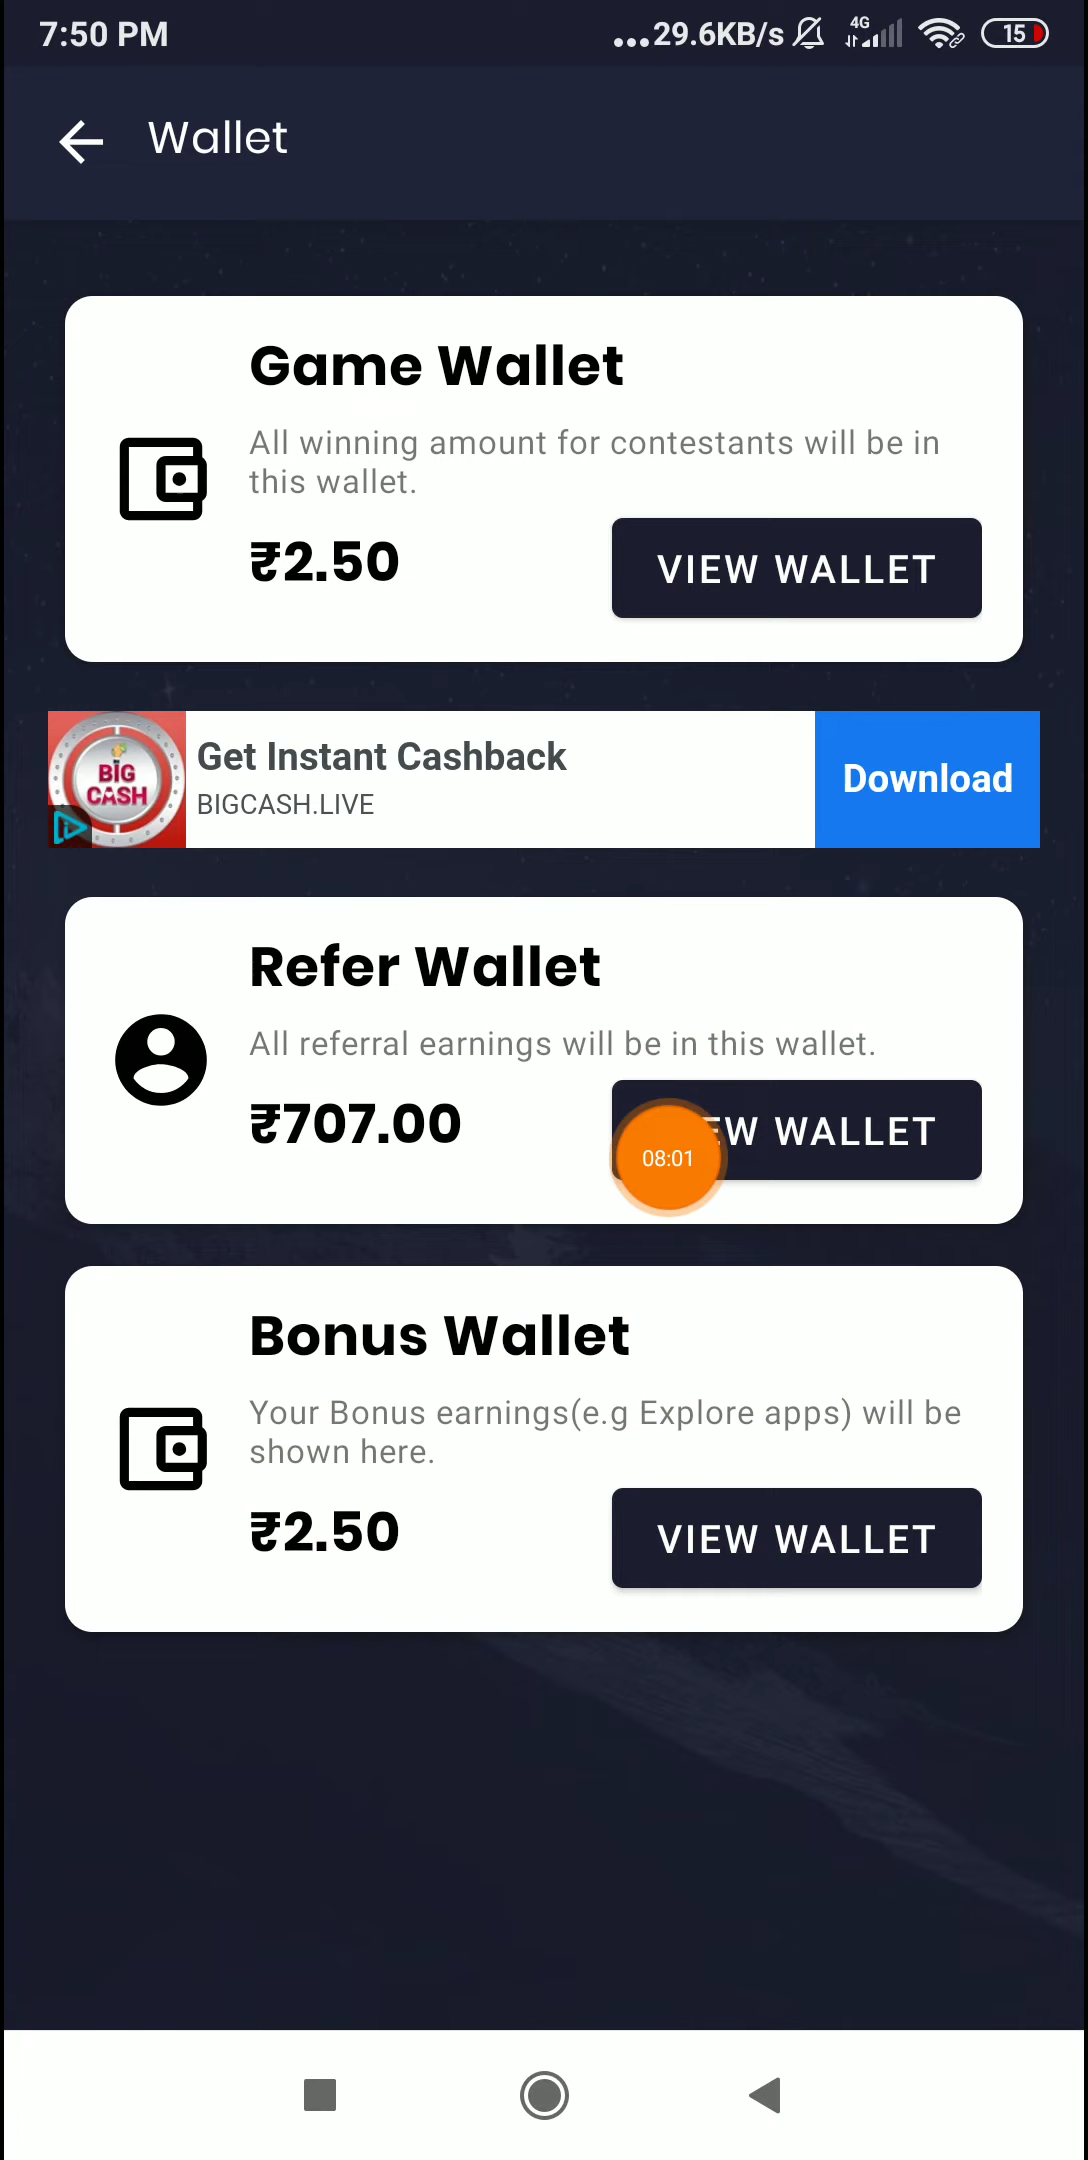 7:50 PM
...29.6KB/s 4G 15
Wallet
Game Wallet
All winning amount for contestants will be in
this wallet.
₹2.50
VIEW WALLET
BIG
CASH
Get Instant Cashback
BIGCASH.LIVE
Download
Refer Wallet
All referral earnings will be in this wallet.
₹707.00
EW WALLET
08:01
Bonus Wallet
Your Bonus earnings(e.g Explore apps) will be
shown here.
₹2.50
VIEW WALLET